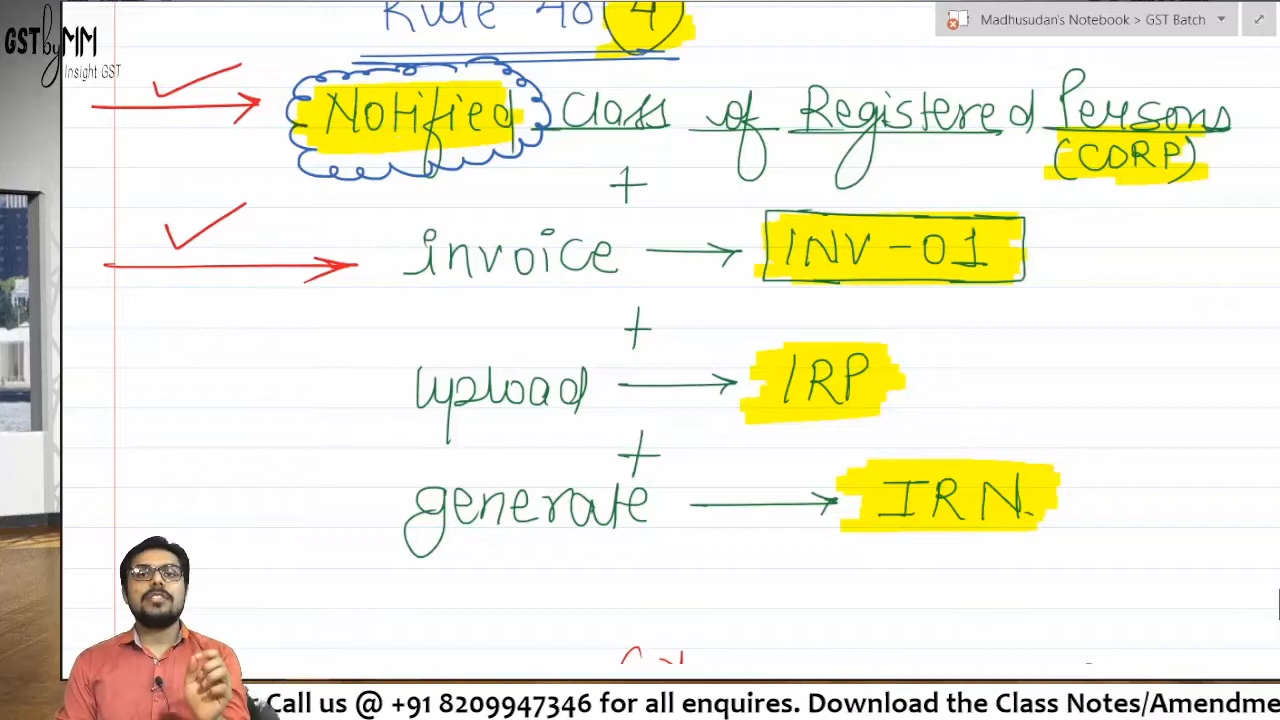 Rule 48(4)
Madhusudan's Notebook > GST Batch
GST by MM
Insight GST
Notified Class of Registered Persons
(CORP)
+
invoice → INV-01
+
upload → IRP
+
generate → IRN.
Call us @ +91 8209947346 for all enquires. Download the Class Notes/Amendme